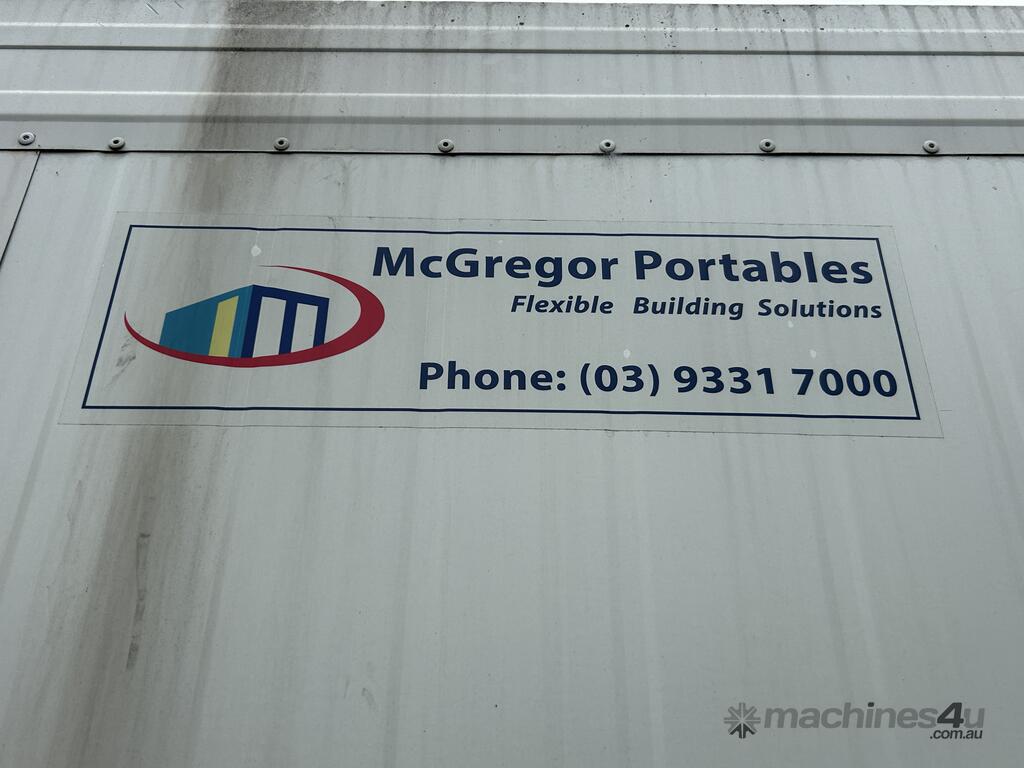 McGregor Portables
Flexible Building Solutions
Phone: (03) 9331 7000
machines4u
.com.au